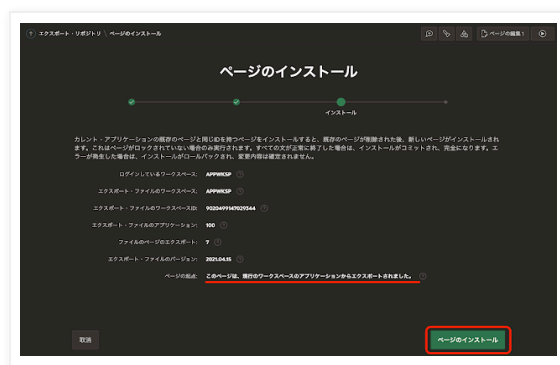 エクスポート・リポジトリ \ ページのインストール
ページの編集:
ページのインストール
インストール
カレント・アプリケーションの既存のページと同じIDを持つページをインストールすると、既存のページが削除された後、新しいページがインストールされ
ます。これはページがロックされていない場合のみ実行されます。すべての文が正常に終了した場合は、インストールがコミットされ、完全になります。エ
ラーが発生した場合は、インストールがロールバックされ、変更内容は確定されません。
ログインしているワークスペース: APPWKSP
エクスポート・ファイルのワークスペース: APPWKSP
エクスポート・ファイルのワークスペースID: 9020499147029344
エクスポート・ファイルのアプリケーション: 100
ファイルのページのエクスポート: 7
エクスポート・ファイルのバージョン: 2021.04.15
ページの起点: このページは、現行のワークスペースのアプリケーションからエクスポートされました。
取消
ページのインストール